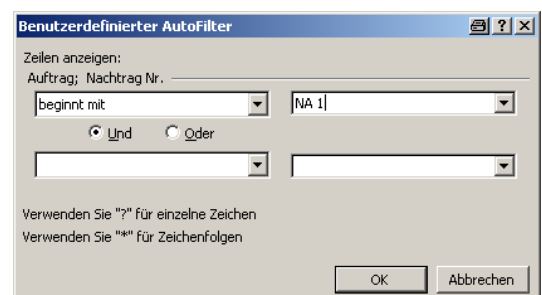 Benutzerdefinierter AutoFilter
Zeilen anzeigen:
Auftrag; Nachtrag Nr.
beginnt mit NA 1
Und Oder
Verwenden Sie "?" für einzelne Zeichen
Verwenden Sie "*" für Zeichenfolgen
OK Abbrechen